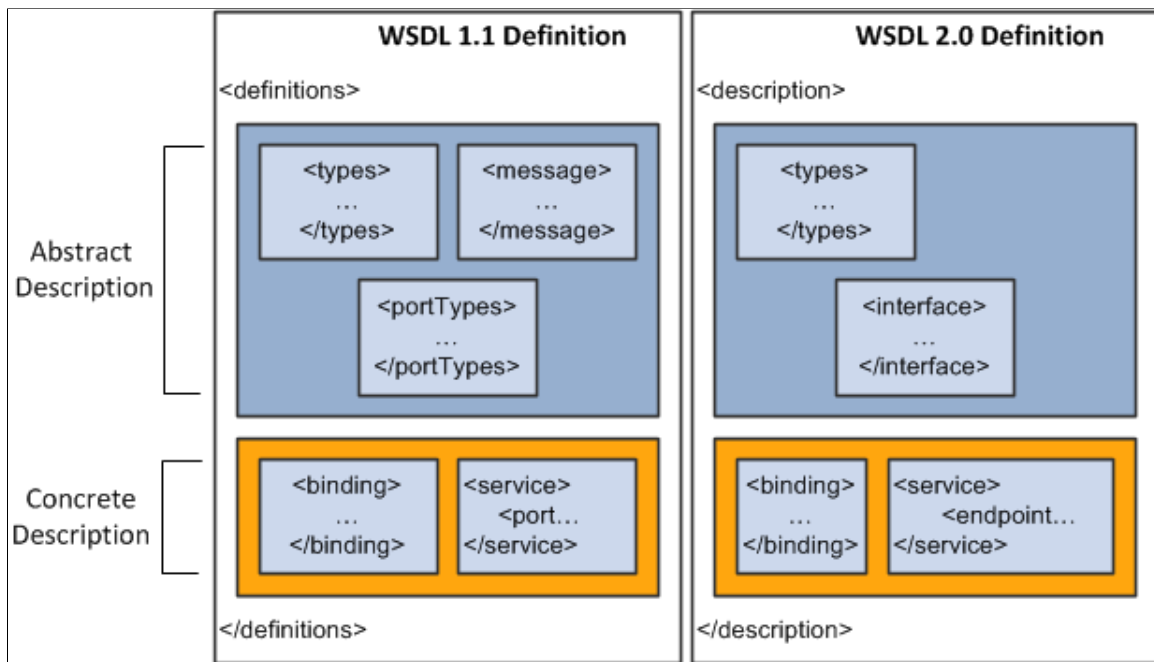 WSDL 1.1 Definition
<definitions>
<types>
…
</types>
<message>
…
</message>
<portTypes>
…
</portTypes>
<binding>
…
</binding>
<service>
<port…
</service>
</definitions>
WSDL 2.0 Definition
<description>
<types>
…
</types>
<interface>
…
</interface>
<binding>
…
</binding>
<service>
<endpoint…
</service>
</description>
Abstract
Description
Concrete
Description